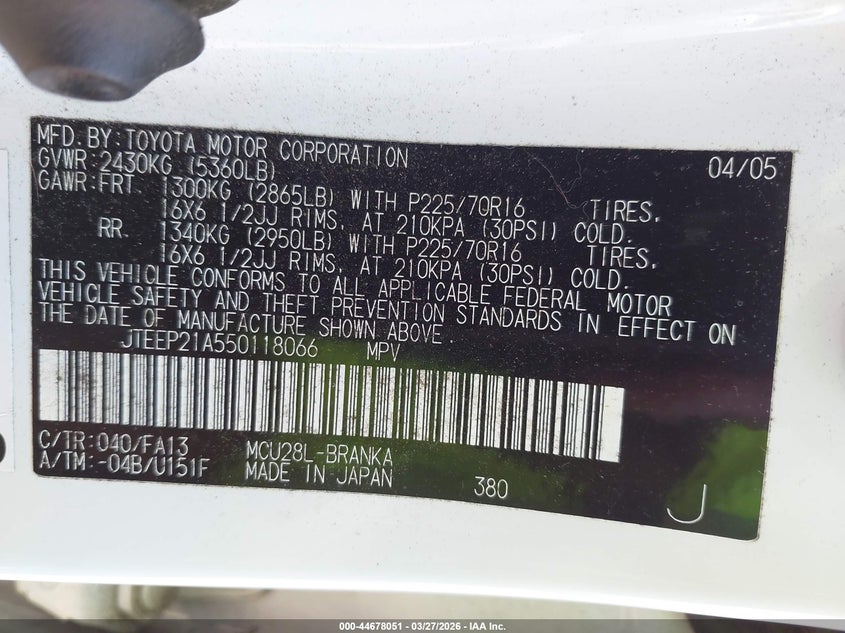 MFD. BY: TOYOTA MOTOR CORPORATION 04/05
GVWR: 2430KG (5360LB)
GAWR: FRT. 1300KG (2865LB) WITH P225/70R16 TIRES,
16X6 1/2JJ RIMS, AT 210KPA (30PSI) COLD.
RR. 1340KG (2950LB) WITH P225/70R16 TIRES,
16X6 1/2JJ RIMS, AT 210KPA (30PSI) COLD.
THIS VEHICLE CONFORMS TO ALL APPLICABLE FEDERAL MOTOR
VEHICLE SAFETY AND THEFT PREVENTION STANDARDS IN EFFECT ON
THE DATE OF MANUFACTURE SHOWN ABOVE.
JTEEP21A550118066 MPV
C/TR: 040/FA13 MCU28L-BRANKA
A/TM: -04B/U151F MADE IN JAPAN 380 J
000-44678051 — 03/27/2026 — IAA Inc.